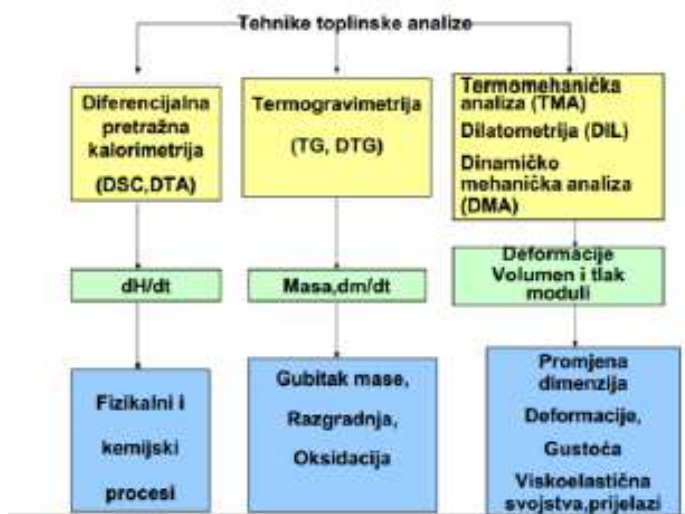 Tehnike toplinske analize
Diferencijalna
pretražna
kalorimetrija
(DSC,DTA)
Termogravimetrija
(TG, DTG)
Termomehanička
analiza (TMA)
Dilatometrija (DIL)
Dinamičko
mehanička analiza
(DMA)
dH/dt
Masa,dm/dt
Deformacije
Volumen i tlak
moduli
Fizikalni i
kemijski
procesi
Gubitak mase,
Razgradnja,
Oksidacija
Promjena
dimenzija
Deformacije,
Gustoća
Viskoelastična
svojstva,prijelazi